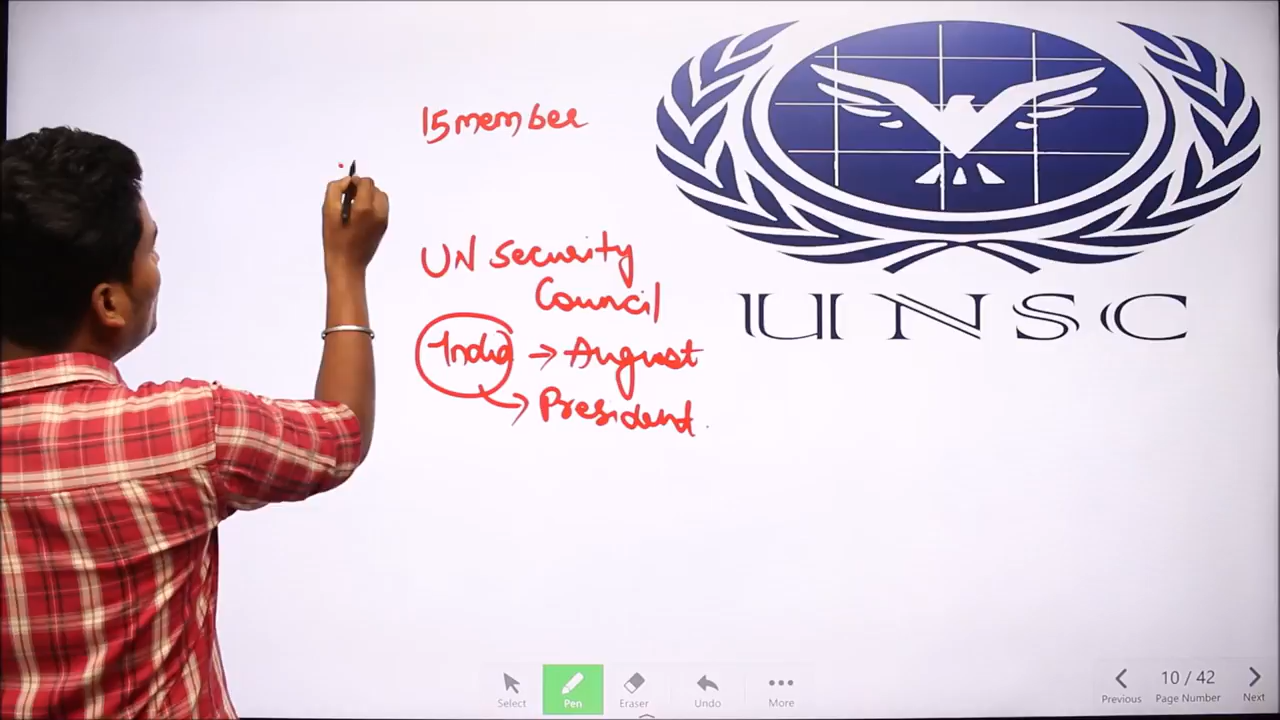 15 member
UN Security
Council
India → August
→ President
UNSC
Select
Pen
Eraser
Undo
More
Previous
10 / 42
Page Number
Next